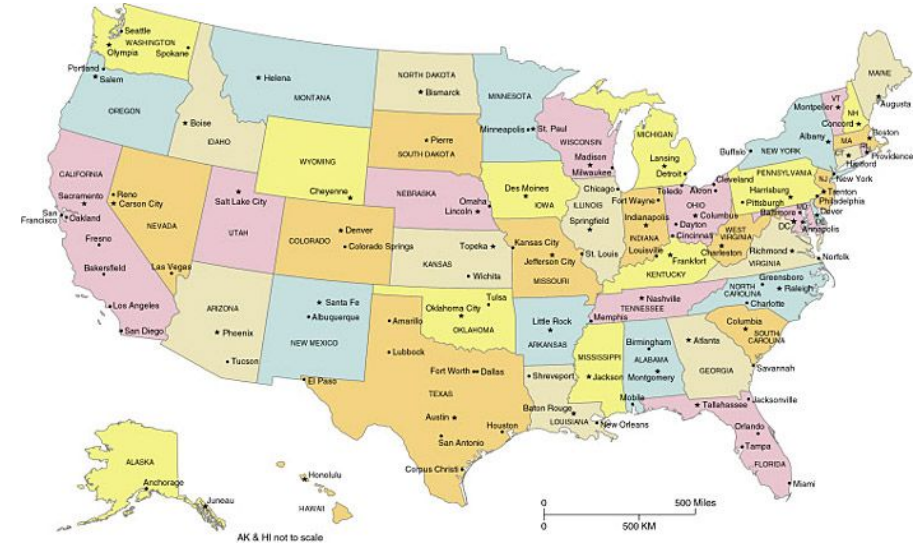 Seattle
WASHINGTON
Olympia
Spokane
Portland
Salem
OREGON
Helena
MONTANA
Boise
IDAHO
NORTH DAKOTA
Bismarck
Pierre
SOUTH DAKOTA
MINNESOTA
Minneapolis
St. Paul
WISCONSIN
Madison
Milwaukee
MICHIGAN
Lansing
Detroit
MAINE
Augusta
VT
Montpelier
NH
Concord
Albany
Boston
MA
CT
RI
Providence
Hartford
Buffalo
NEW YORK
New York
WYOMING
Cheyenne
CALIFORNIA
Sacramento
San
Francisco
Oakland
Fresno
Bakersfield
Los Angeles
San Diego
Reno
Carson City
NEVADA
Las Vegas
Salt Lake City
UTAH
COLORADO
Denver
Colorado Springs
NEBRASKA
Omaha
Lincoln
Des Moines
IOWA
Chicago
ILLINOIS
Springfield
Fort Wayne
Indianapolis
INDIANA
Toledo
Akron
Cleveland
OHIO
Columbus
Dayton
Cincinnati
PENNSYLVANIA
Harrisburg
Pittsburgh
NJ
Trenton
Philadelphia
Baltimore
MD
Dover
DE
DC
Annapolis
WEST
VIRGINIA
Charleston
Richmond
VIRGINIA
Norfolk
Topeka
KANSAS
Wichita
Kansas City
Jefferson City
MISSOURI
St. Louis
Louisville
Frankfort
KENTUCKY
Greensboro
NORTH
CAROLINA
Raleigh
Charlotte
ARIZONA
Phoenix
Tucson
Santa Fe
Albuquerque
NEW MEXICO
El Paso
Amarillo
Lubbock
Oklahoma City
Tulsa
OKLAHOMA
Little Rock
ARKANSAS
Nashville
TENNESSEE
Memphis
Columbia
SOUTH
CAROLINA
Birmingham
ALABAMA
Montgomery
Mobile
Atlanta
GEORGIA
Savannah
MISSISSIPPI
Jackson
Fort Worth
Dallas
TEXAS
Austin
San Antonio
Houston
Corpus Christi
Shreveport
Baton Rouge
LOUISIANA
New Orleans
Tallahassee
Jacksonville
Orlando
Tampa
FLORIDA
Miami
ALASKA
Anchorage
Juneau
Honolulu
HAWAII
AK & HI not to scale
0
500 Miles
0
500 KM